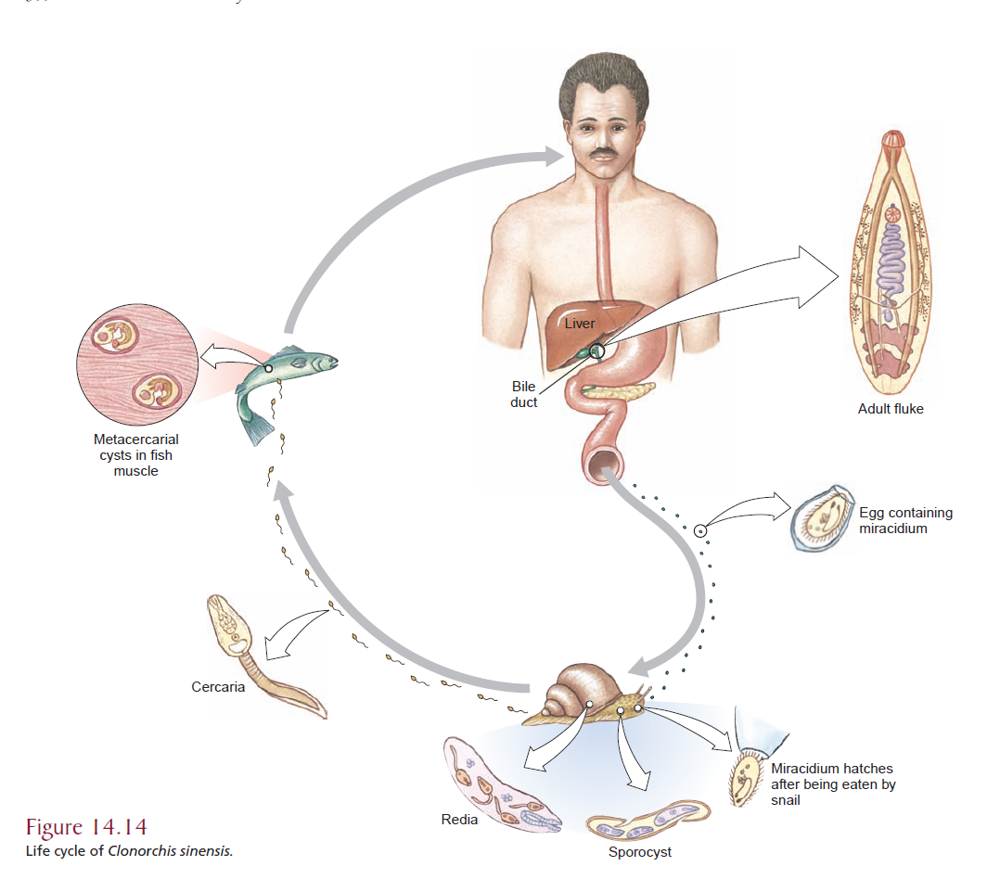 Liver
Bile
duct
Adult fluke
Metacercarial
cysts in fish
muscle
Egg containing
miracidium
Cercaria
Miracidium hatches
after being eaten by
snail
Redia
Sporocyst
Figure 14.14
Life cycle of Clonorchis sinensis.